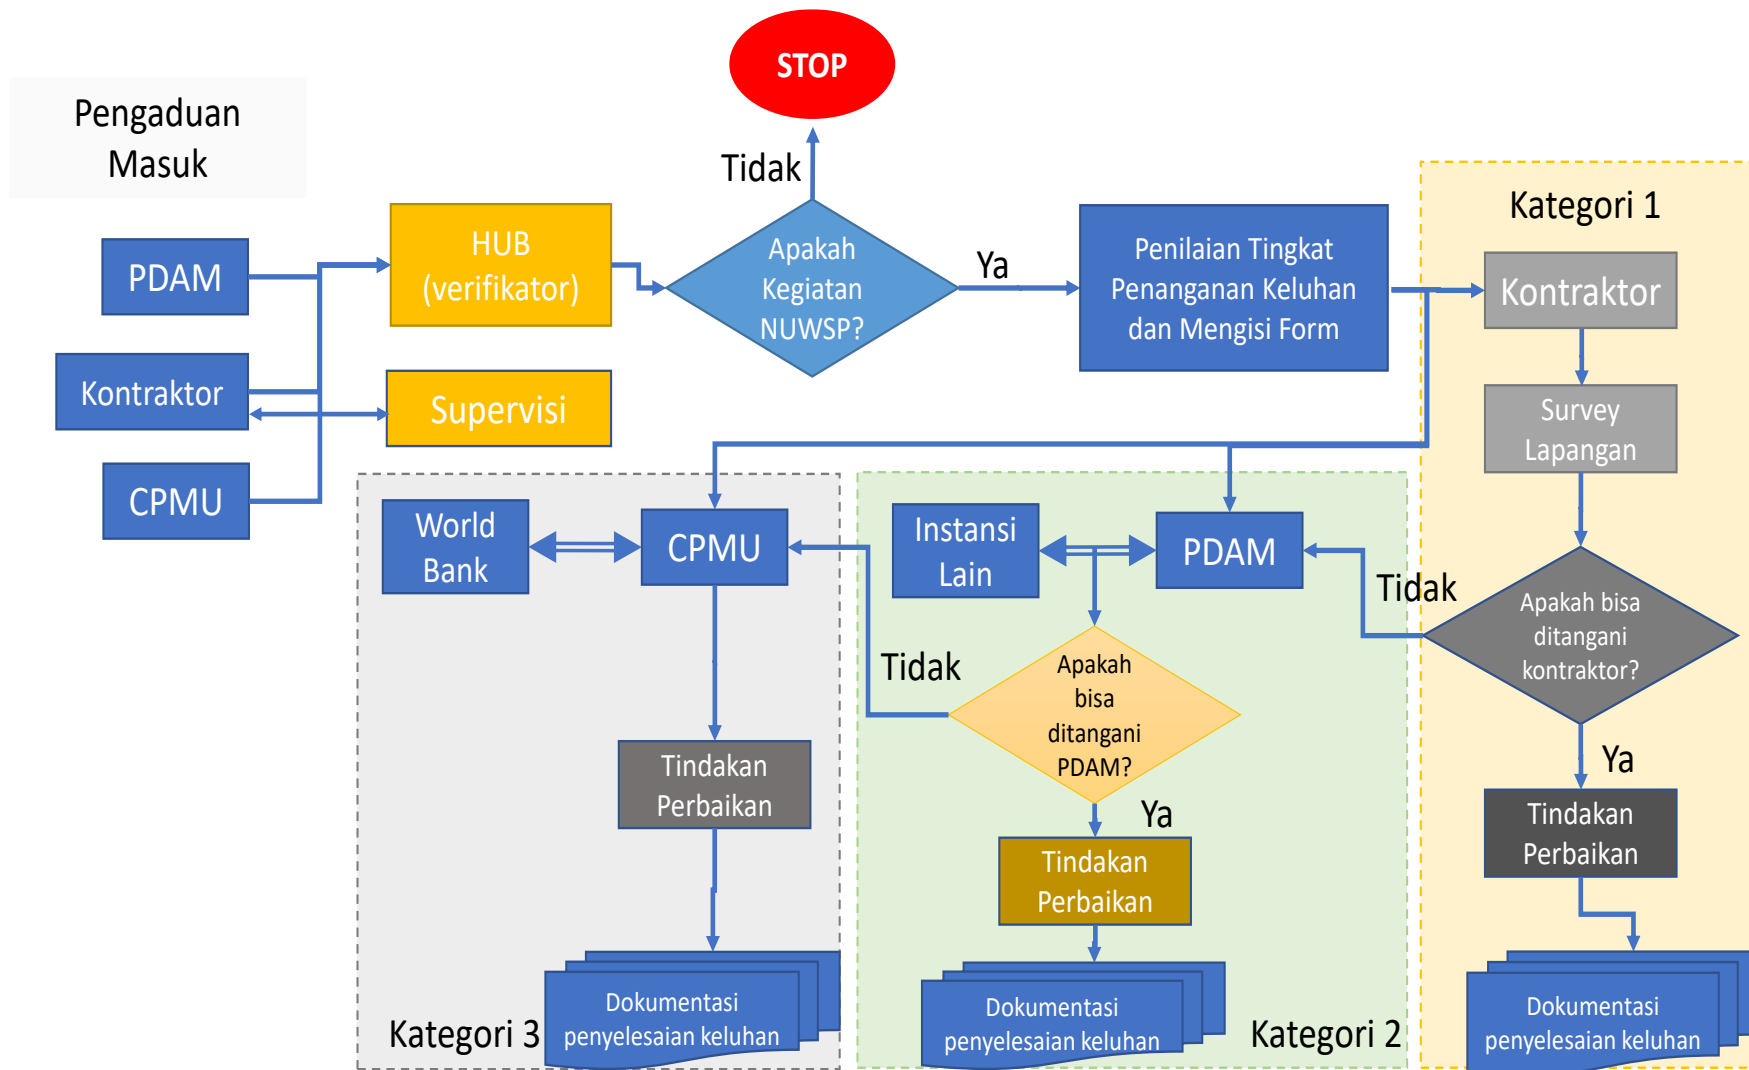 STOP
Pengaduan
Masuk
Tidak
Kategori 1
HUB
(verifikator)
Apakah
Kegiatan
NUWSP?
Ya
Penilaian Tingkat
Penanganan Keluhan
dan Mengisi Form
PDAM
Kontraktor
Kontraktor
Supervisi
Survey
Lapangan
CPMU
World
Bank
CPMU
Instansi
Lain
PDAM
Tidak
Apakah bisa
ditangani
kontraktor?
Tidak
Apakah
bisa
ditangani
PDAM?
Ya
Tindakan
Perbaikan
Ya
Tindakan
Perbaikan
Tindakan
Perbaikan
Kategori 3
Dokumentasi
penyelesaian keluhan
Dokumentasi
penyelesaian keluhan
Kategori 2
Dokumentasi
penyelesaian keluhan